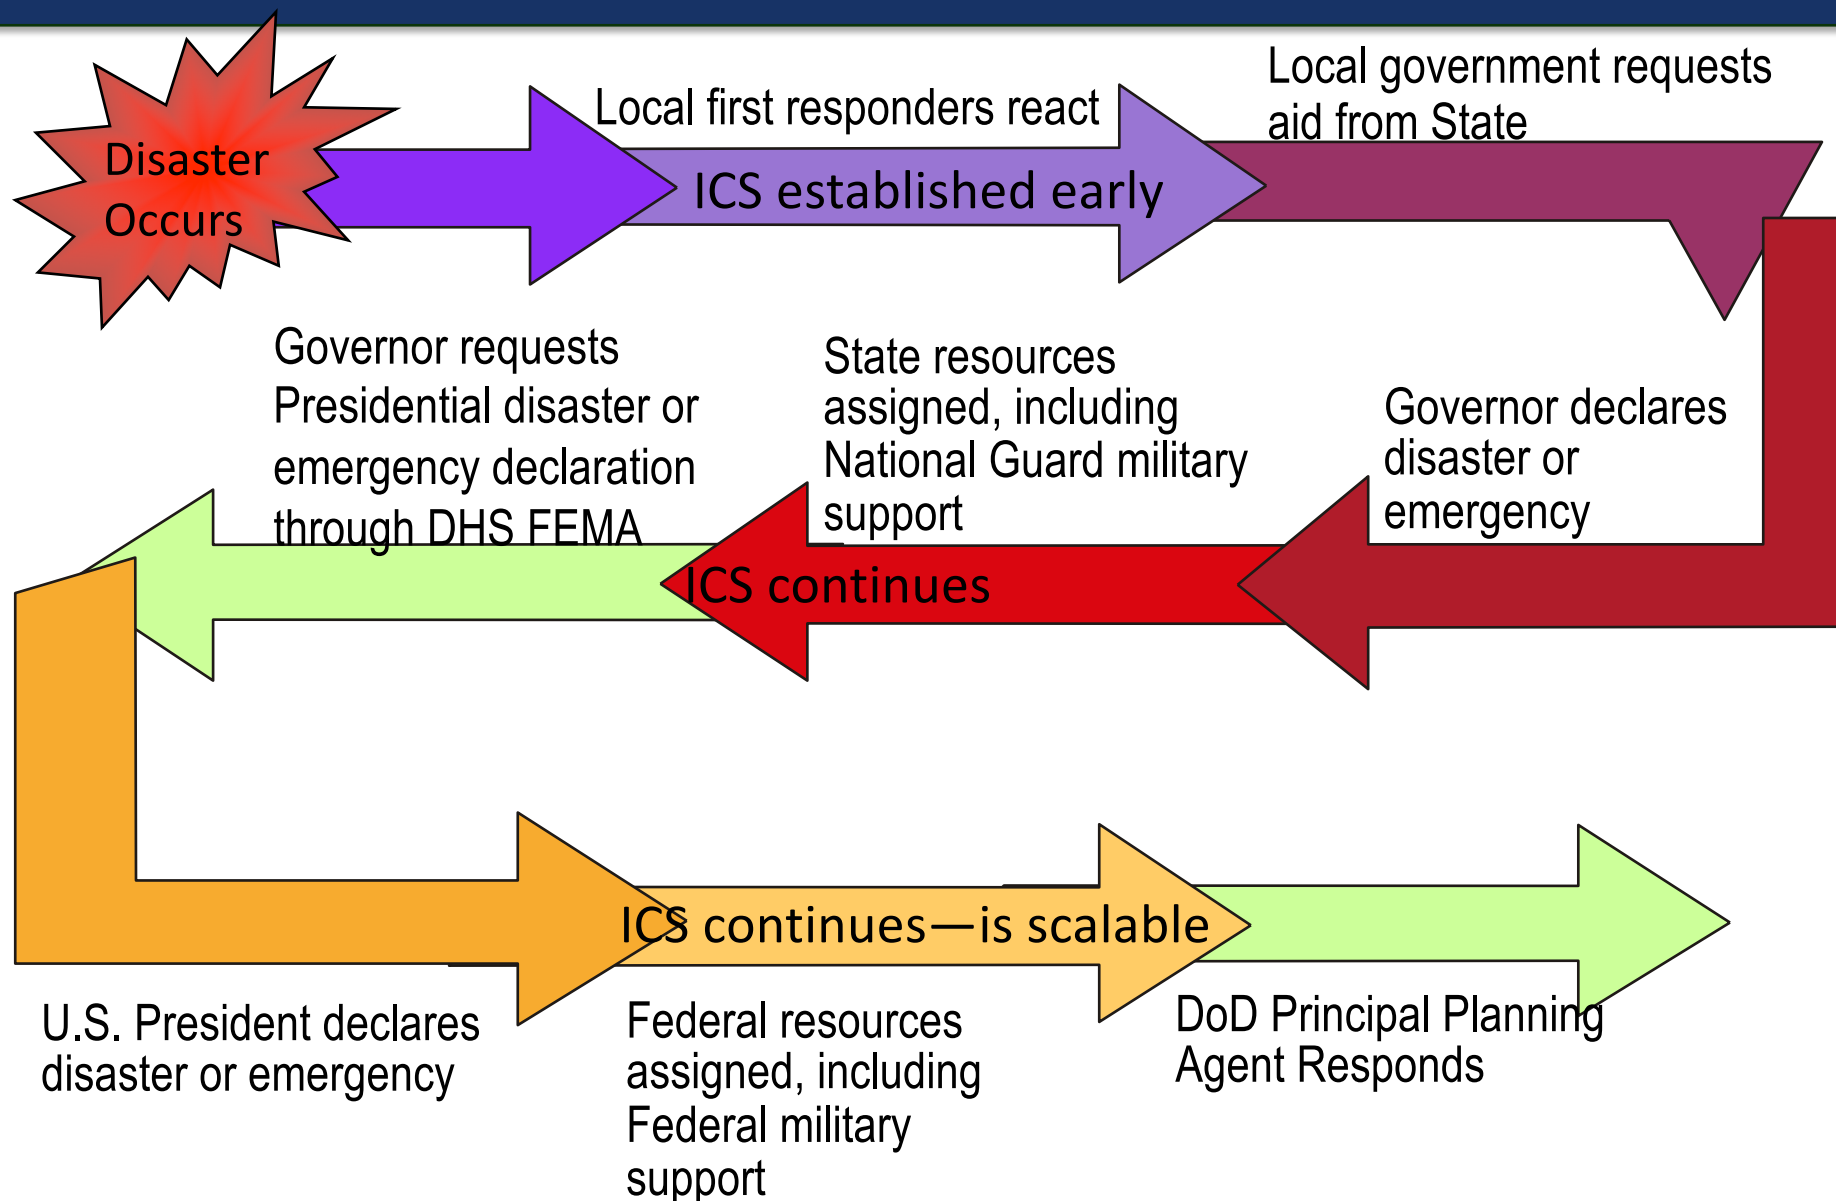 Disaster
Occurs
Local first responders react
ICS established early
Local government requests
aid from State
Governor declares
disaster or
emergency
State resources
assigned, including
National Guard military
support
ICS continues
Governor requests
Presidential disaster or
emergency declaration
through DHS FEMA
U.S. President declares
disaster or emergency
ICS continues—is scalable
Federal resources
assigned, including
Federal military
support
DoD Principal Planning
Agent Responds